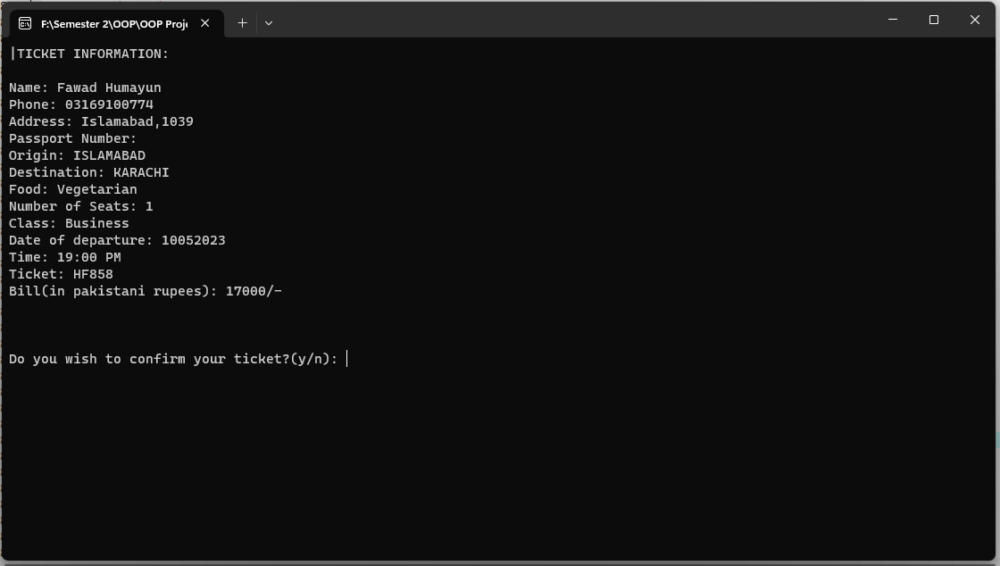 F:\Semester 2\OOP\OOP Proje
|TICKET INFORMATION:
Name: Fawad Humayun
Phone: 03169100774
Address: Islamabad,1039
Passport Number:
Origin: ISLAMABAD
Destination: KARACHI
Food: Vegetarian
Number of Seats: 1
Class: Business
Date of departure: 10052023
Time: 19:00 PM
Ticket: HF858
Bill(in pakistani rupees): 17000/-
Do you wish to confirm your ticket?(y/n):